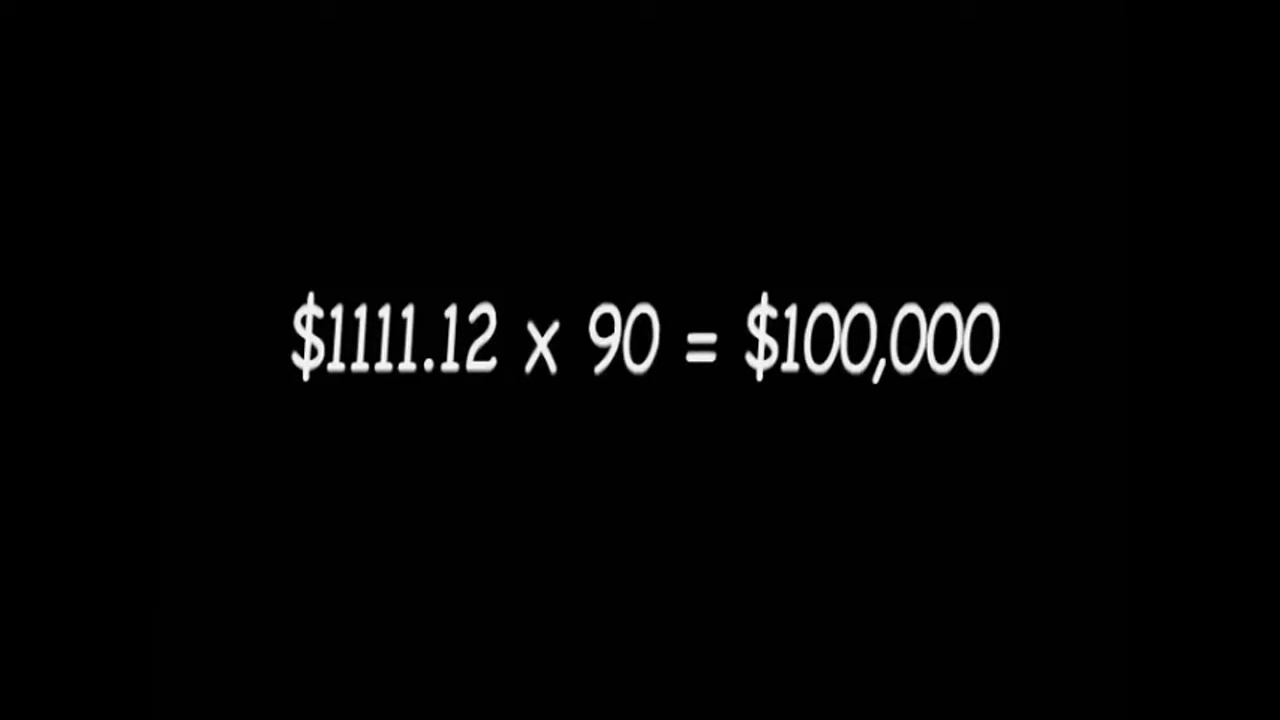 $1111.12 x 90 = $100,000